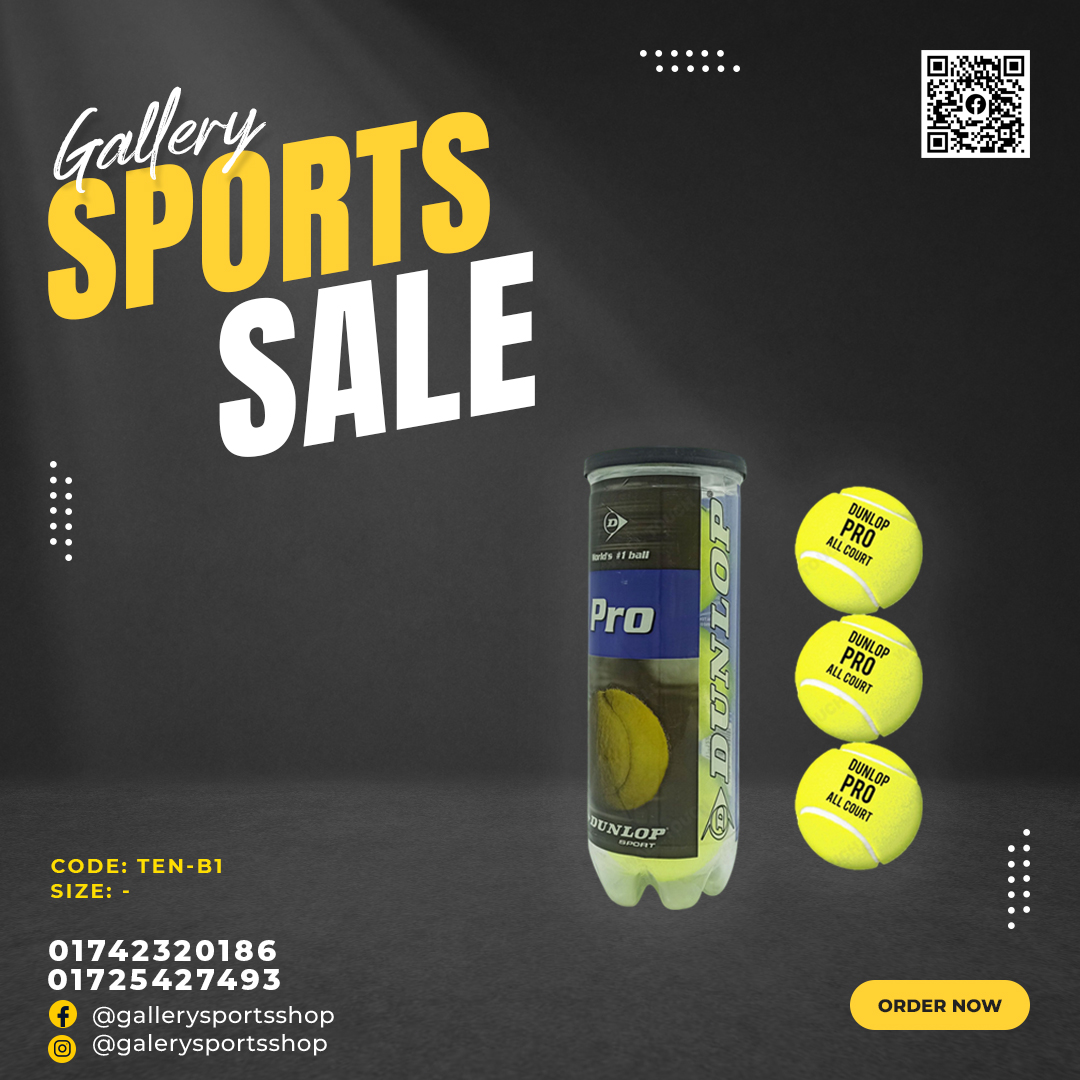 Gallery
SPORTS
SALE
World's #1 ball
Pro
DUNLOP
DUNLOP
SPORT
DUNLOP
PRO
ALL COURT
DUNLOP
PRO
ALL COURT
DUNLOP
PRO
ALL COURT
CODE: TEN-B1
SIZE: -
01742320186
01725427493
@gallerysportsshop
@galerysportsshop
ORDER NOW